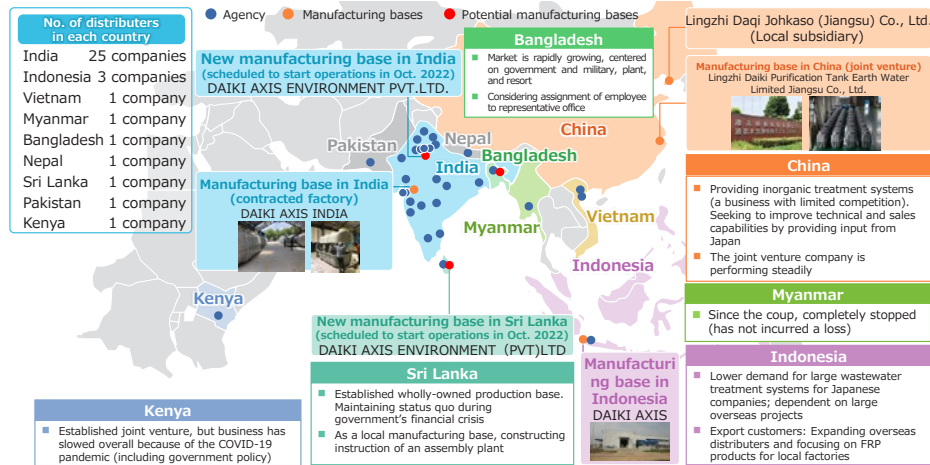 No. of distributers
in each country
India 25 companies
Indonesia 3 companies
Vietnam 1 company
Myanmar 1 company
Bangladesh 1 company
Nepal 1 company
Sri Lanka 1 company
Pakistan 1 company
Kenya 1 company
Agency
Manufacturing bases
Potential manufacturing bases
New manufacturing base in India
(scheduled to start operations in Oct. 2022)
DAIKI AXIS ENVIRONMENT PVT.LTD.
Bangladesh
Market is rapidly growing, centered
on government and military, plant,
and resort
Considering assignment of employee
to representative office
Lingzhi Daqi Johkaso (Jiangsu) Co., Ltd.
(Local subsidiary)
Manufacturing base in China (joint venture)
Lingzhi Daiki Purification Tank Earth Water
Limited Jiangsu Co., Ltd.
China
Pakistan
Nepal
India
Bangladesh
Myanmar
Vietnam
Indonesia
Kenya
Manufacturing base in India
(contracted factory)
DAIKI AXIS INDIA
China
Providing inorganic treatment systems
(a business with limited competition).
Seeking to improve technical and sales
capabilities by providing input from
Japan
The joint venture company is
performing steadily
Myanmar
Since the coup, completely stopped
(has not incurred a loss)
New manufacturing base in Sri Lanka
(scheduled to start operations in Oct. 2022)
DAIKI AXIS ENVIRONMENT (PVT)LTD
Sri Lanka
Established wholly-owned production base.
Maintaining status quo during
government's financial crisis
As a local manufacturing base, constructing
instruction of an assembly plant
Manufacturi
ng base in
Indonesia
DAIKI AXIS
Indonesia
Lower demand for large wastewater
treatment systems for Japanese
companies; dependent on large
overseas projects
Export customers: Expanding overseas
distributers and focusing on FRP
products for local factories
Kenya
Established joint venture, but business has
slowed overall because of the COVID-19
pandemic (including government policy)